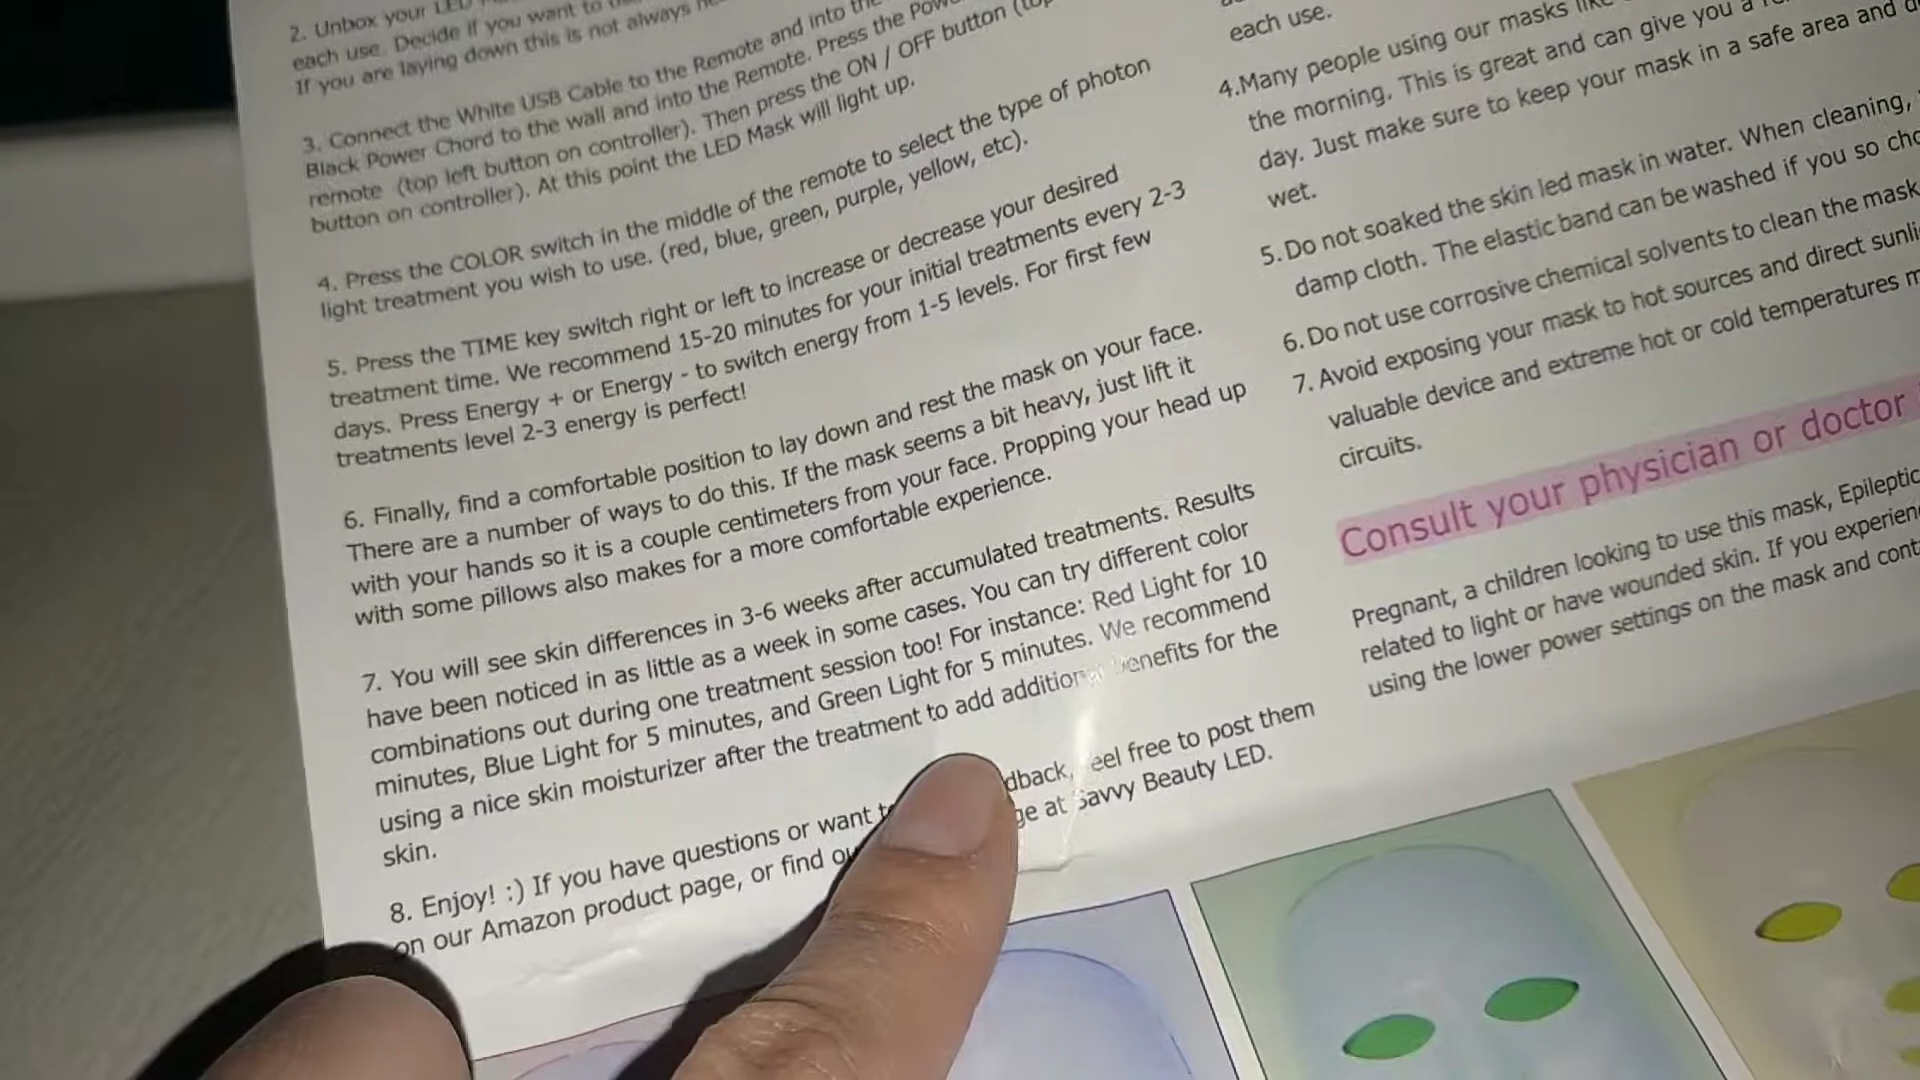 2. Unbox your LED
each use. Decide if you want to
If you are laying down this is not always
3. Connect the White USB Cable to the Remote and into the
Black Power Chord to the wall and into the Remote. Press the
remote (top left button on controller). Then press the ON / OFF button
button on controller). At this point the LED Mask will light up.
4. Press the COLOR switch in the middle of the remote to select the type of photon
light treatment you wish to use. (red, blue, green, purple, yellow, etc).
5. Press the TIME key switch right or left to increase or decrease your desired
treatment time. We recommend 15-20 minutes for your initial treatments every 2-3
days. Press Energy + or Energy - to switch energy from 1-5 levels. For first few
treatments level 2-3 energy is perfect!
6. Finally, find a comfortable position to lay down and rest the mask on your face.
There are a number of ways to do this. If the mask seems a bit heavy, just lift it
with your hands so it is a couple centimeters from your face. Propping your head up
with some pillows also makes for a more comfortable experience.
7. You will see skin differences in 3-6 weeks after accumulated treatments. Results
have been noticed in as little as a week in some cases. You can try different color
combinations out during one treatment session too! For instance: Red Light for 10
minutes, Blue Light for 5 minutes, and Green Light for 5 minutes. We recommend
using a nice skin moisturizer after the treatment to add additional benefits for the
skin.
8. Enjoy! :) If you have questions or want feel free to post them
on our Amazon product page, or find at Savvy Beauty LED.
each use.
4.Many people using our masks
the morning. This is great and can give you a
day. Just make sure to keep your mask in a safe area and
wet.
5.Do not soaked the skin led mask in water. When cleaning,
damp cloth. The elastic band can be washed if you so
6.Do not use corrosive chemical solvents to clean the mask
7.Avoid exposing your mask to hot sources and direct
valuable device and extreme hot or cold temperatures
circuits.
Consult your physician or doctor
Pregnant, a children looking to use this mask,
related to light or have wounded skin. If you
using the lower power settings on the mask and